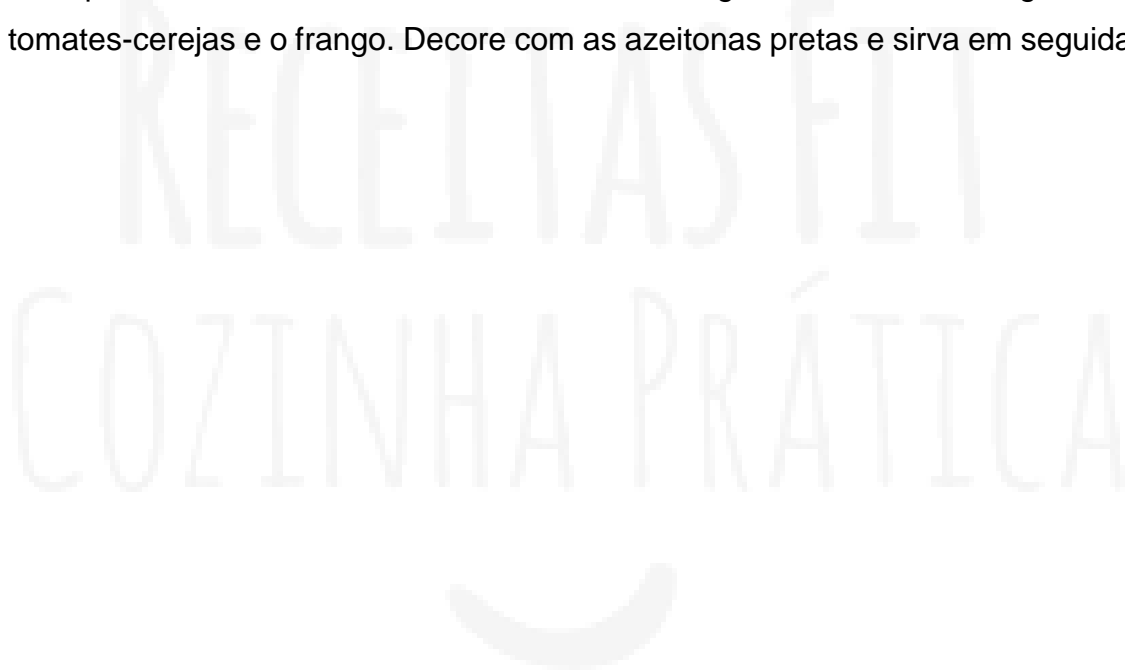 tomates-cerejas e o frango. Decore com as azeitonas pretas e sirva em seguida
RECEITAS FIT
COZINHA PRÁTICA